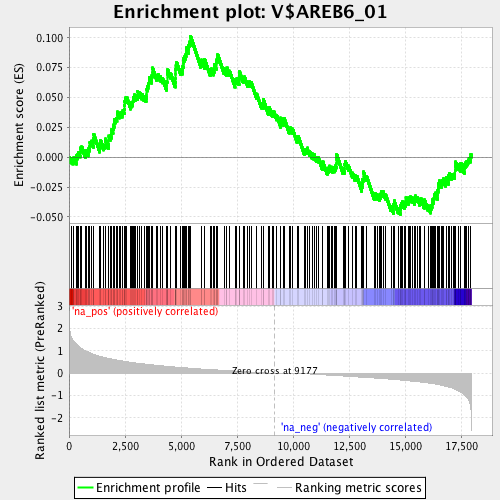 Enrichment plot: V$AREB6_01
Enrichment score (ES)
0.100
0.075
0.050
0.025
0.000
-0.025
-0.050
'na_pos' (positively correlated)
Ranked list metric (PreRanked)
3
2
1
0
-1
-2
Zero cross at 9177
'na_neg' (negatively correlated)
0
2,500
5,000
7,500
10,000
12,500
15,000
17,500
Rank in Ordered Dataset
Enrichment profile
Hits
Ranking metric scores